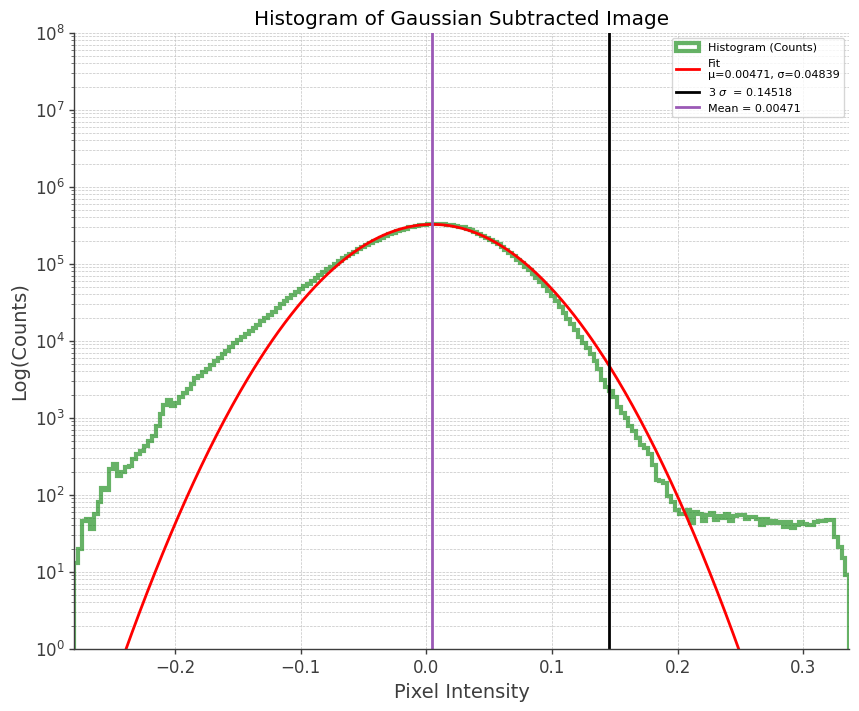 Histogram of Gaussian Subtracted Image
Histogram (Counts)
Fit
μ=0.00471, σ=0.04839
3 σ = 0.14518
Mean = 0.00471
Log(Counts)
10⁸
10⁷
10⁶
10⁵
10⁴
10³
10²
10¹
10⁰
−0.2
−0.1
0.0
0.1
0.2
0.3
Pixel Intensity